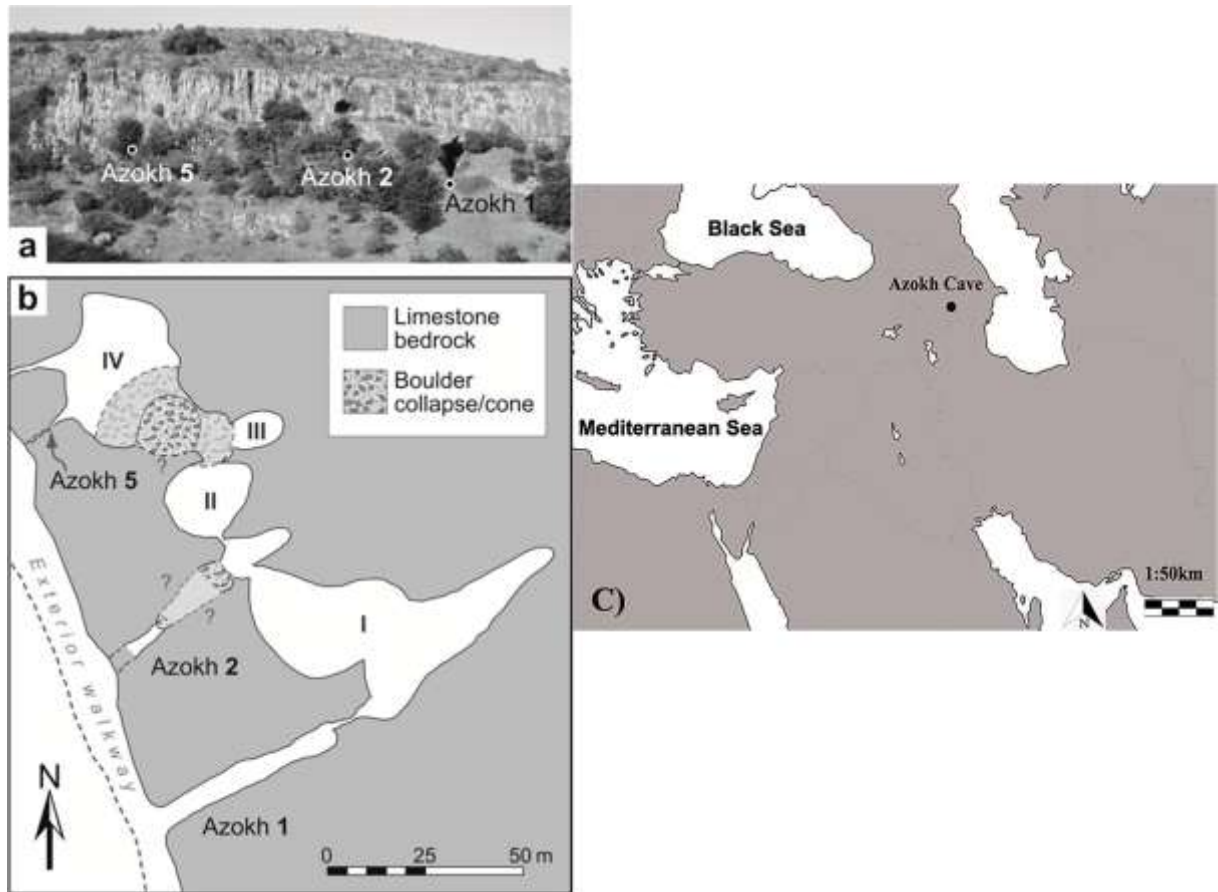 Azokh 5
Azokh 2
Azokh 1
a
b
Limestone
bedrock
Boulder
collapse/cone
IV
III
?
Azokh 5
II
?
?
I
Azokh 2
Exterior walkway
N
Azokh 1
0 25 50 m
Black Sea
Azokh Cave
Mediterranean Sea
C)
1:50km
N